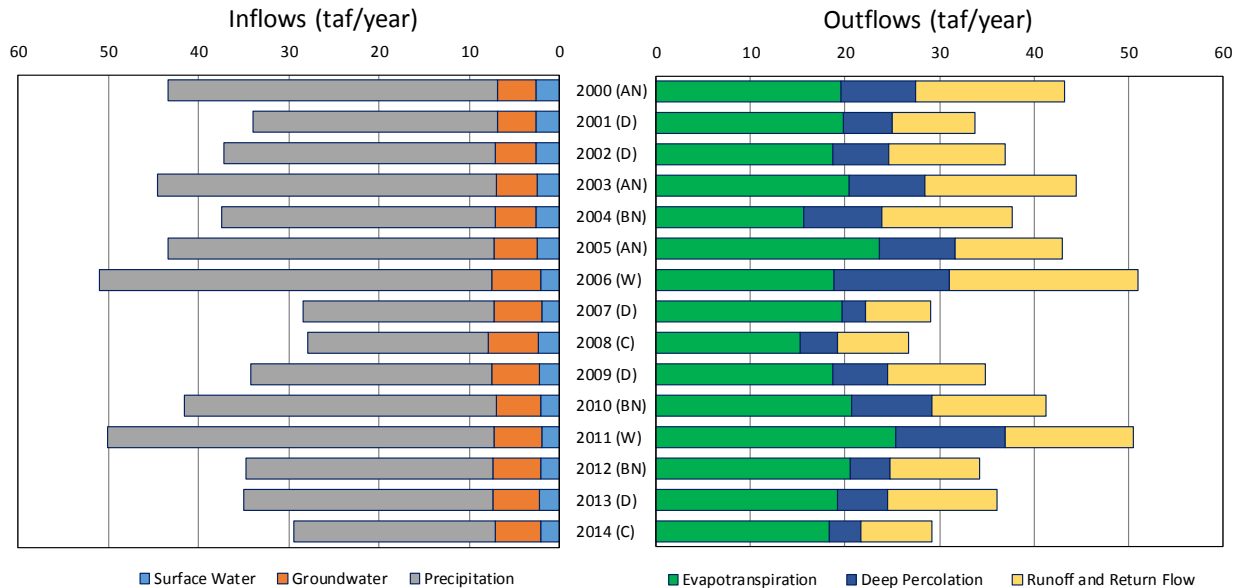 Inflows (taf/year) Outflows (taf/year)
60 50 40 30 20 10 0 0 10 20 30 40 50 60
2000 (AN)
2001 (D)
2002 (D)
2003 (AN)
2004 (BN)
2005 (AN)
2006 (W)
2007 (D)
2008 (C)
2009 (D)
2010 (BN)
2011 (W)
2012 (BN)
2013 (D)
2014 (C)
Surface Water Groundwater Precipitation Evapotranspiration Deep Percolation Runoff and Return Flow